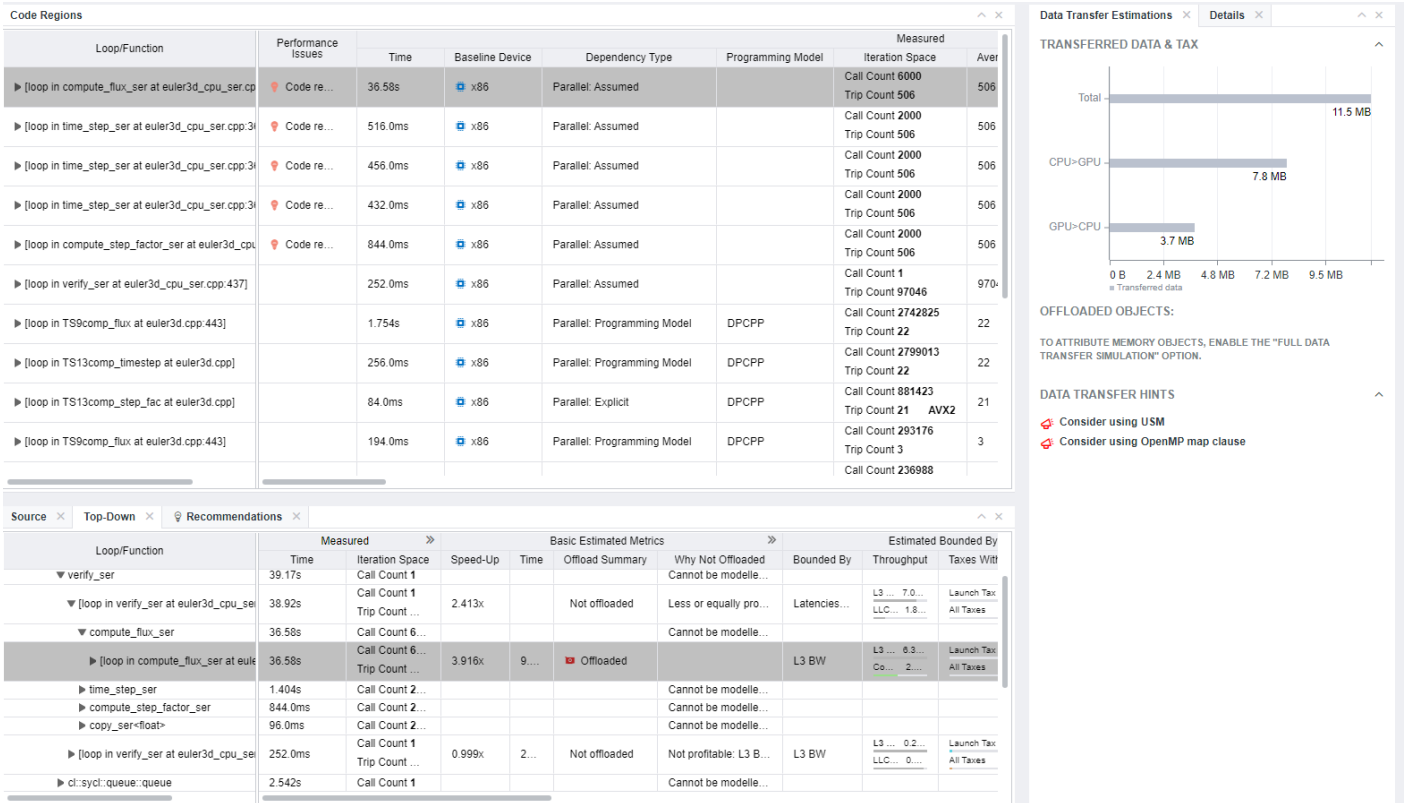 Code Regions
Loop/Function
Performance Issues
Measured
Time
Baseline Device
Dependency Type
Programming Model
Iteration Space
Aver
[loop in compute_flux_ser at euler3d_cpu_ser.cp
Code re...
36.58s
x86
Parallel: Assumed
Call Count 6000
Trip Count 506
506
[loop in time_step_ser at euler3d_cpu_ser.cpp:3
Code re...
516.0ms
x86
Parallel: Assumed
Call Count 2000
Trip Count 506
506
[loop in time_step_ser at euler3d_cpu_ser.cpp:3
Code re...
456.0ms
x86
Parallel: Assumed
Call Count 2000
Trip Count 506
506
[loop in time_step_ser at euler3d_cpu_ser.cpp:3
Code re...
432.0ms
x86
Parallel: Assumed
Call Count 2000
Trip Count 506
506
[loop in compute_step_factor_ser at euler3d_cpu
Code re...
844.0ms
x86
Parallel: Assumed
Call Count 2000
Trip Count 506
506
[loop in verify_ser at euler3d_cpu_ser.cpp:437]
252.0ms
x86
Parallel: Assumed
Call Count 1
Trip Count 97046
9704
[loop in TS9comp_flux at euler3d.cpp:443]
1.754s
x86
Parallel: Programming Model
DPCPP
Call Count 2742825
Trip Count 22
22
[loop in TS13comp_timestep at euler3d.cpp]
256.0ms
x86
Parallel: Programming Model
DPCPP
Call Count 2799013
Trip Count 22
22
[loop in TS13comp_step_fac at euler3d.cpp]
84.0ms
x86
Parallel: Explicit
DPCPP
Call Count 881423
Trip Count 21 AVX2
21
[loop in TS9comp_flux at euler3d.cpp:443]
194.0ms
x86
Parallel: Programming Model
DPCPP
Call Count 293176
Trip Count 3
3
Call Count 236988
Source
Top-Down
Recommendations
Loop/Function
Measured
Basic Estimated Metrics
Estimated Bounded By
Time
Iteration Space
Speed-Up
Time
Offload Summary
Why Not Offloaded
Bounded By
Throughput
Taxes With
verify_ser
39.17s
Call Count 1
Cannot be modelle...
[loop in verify_ser at euler3d_cpu_se
38.92s
Call Count 1
Trip Count ...
2.413x
Not offloaded
Less or equally pro...
Latencies...
L3 ... 7.0...
LLC... 1.8...
Launch Tax
All Taxes
compute_flux_ser
36.58s
Call Count 6...
Cannot be modelle...
[loop in compute_flux_ser at eule
36.58s
Call Count 6...
Trip Count ...
3.916x
9....
Offloaded
L3 BW
L3 ... 6.3...
Co... 2....
Launch Tax
All Taxes
time_step_ser
1.404s
Call Count 2...
Cannot be modelle...
compute_step_factor_ser
844.0ms
Call Count 2...
Cannot be modelle...
copy_ser<float>
96.0ms
Call Count 2...
Cannot be modelle...
[loop in verify_ser at euler3d_cpu_se
252.0ms
Call Count 1
Trip Count ...
0.999x
2...
Not offloaded
Not profitable: L3 B...
L3 BW
L3 ... 0.2...
LLC... 0....
Launch Tax
All Taxes
cl::sycl::queue::queue
2.542s
Call Count 1
Cannot be modelle...
Data Transfer Estimations
Details
TRANSFERRED DATA & TAX
Total
11.5 MB
CPU>GPU
7.8 MB
GPU>CPU
3.7 MB
0 B 2.4 MB 4.8 MB 7.2 MB 9.5 MB
Transferred data
OFFLOADED OBJECTS:
TO ATTRIBUTE MEMORY OBJECTS, ENABLE THE "FULL DATA
TRANSFER SIMULATION" OPTION.
DATA TRANSFER HINTS
Consider using USM
Consider using OpenMP map clause